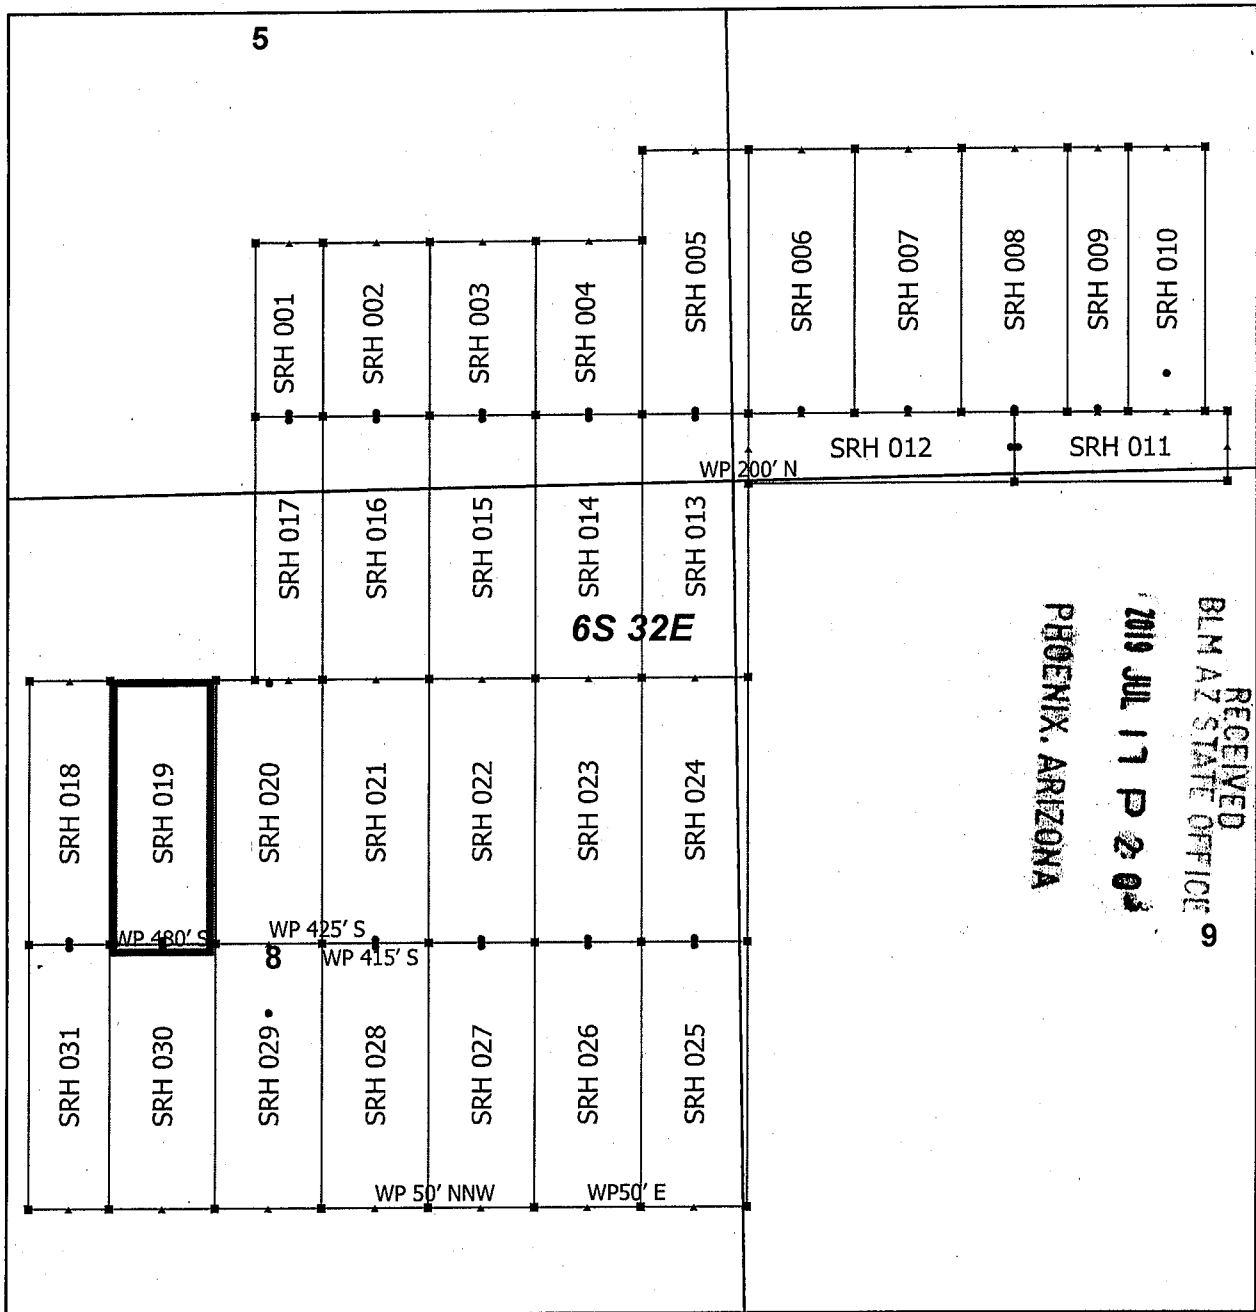 5
SRH 001
SRH 002
SRH 003
SRH 004
SRH 005
SRH 006
SRH 007
SRH 008
SRH 009
SRH 010
SRH 012
SRH 011
WP 200' N
SRH 017
SRH 016
SRH 015
SRH 014
SRH 013
6S 32E
RECEIVED
BLM AZ STATE OFFICE
2019 JUL 17 P 2:0
PHOENIX, ARIZONA
SRH 018
SRH 019
SRH 020
SRH 021
SRH 022
SRH 023
SRH 024
WP 480' S
WP 425' S
WP 415' S
8
9
SRH 031
SRH 030
SRH 029
SRH 028
SRH 027
SRH 026
SRH 025
WP 50' NNW
WP50' E